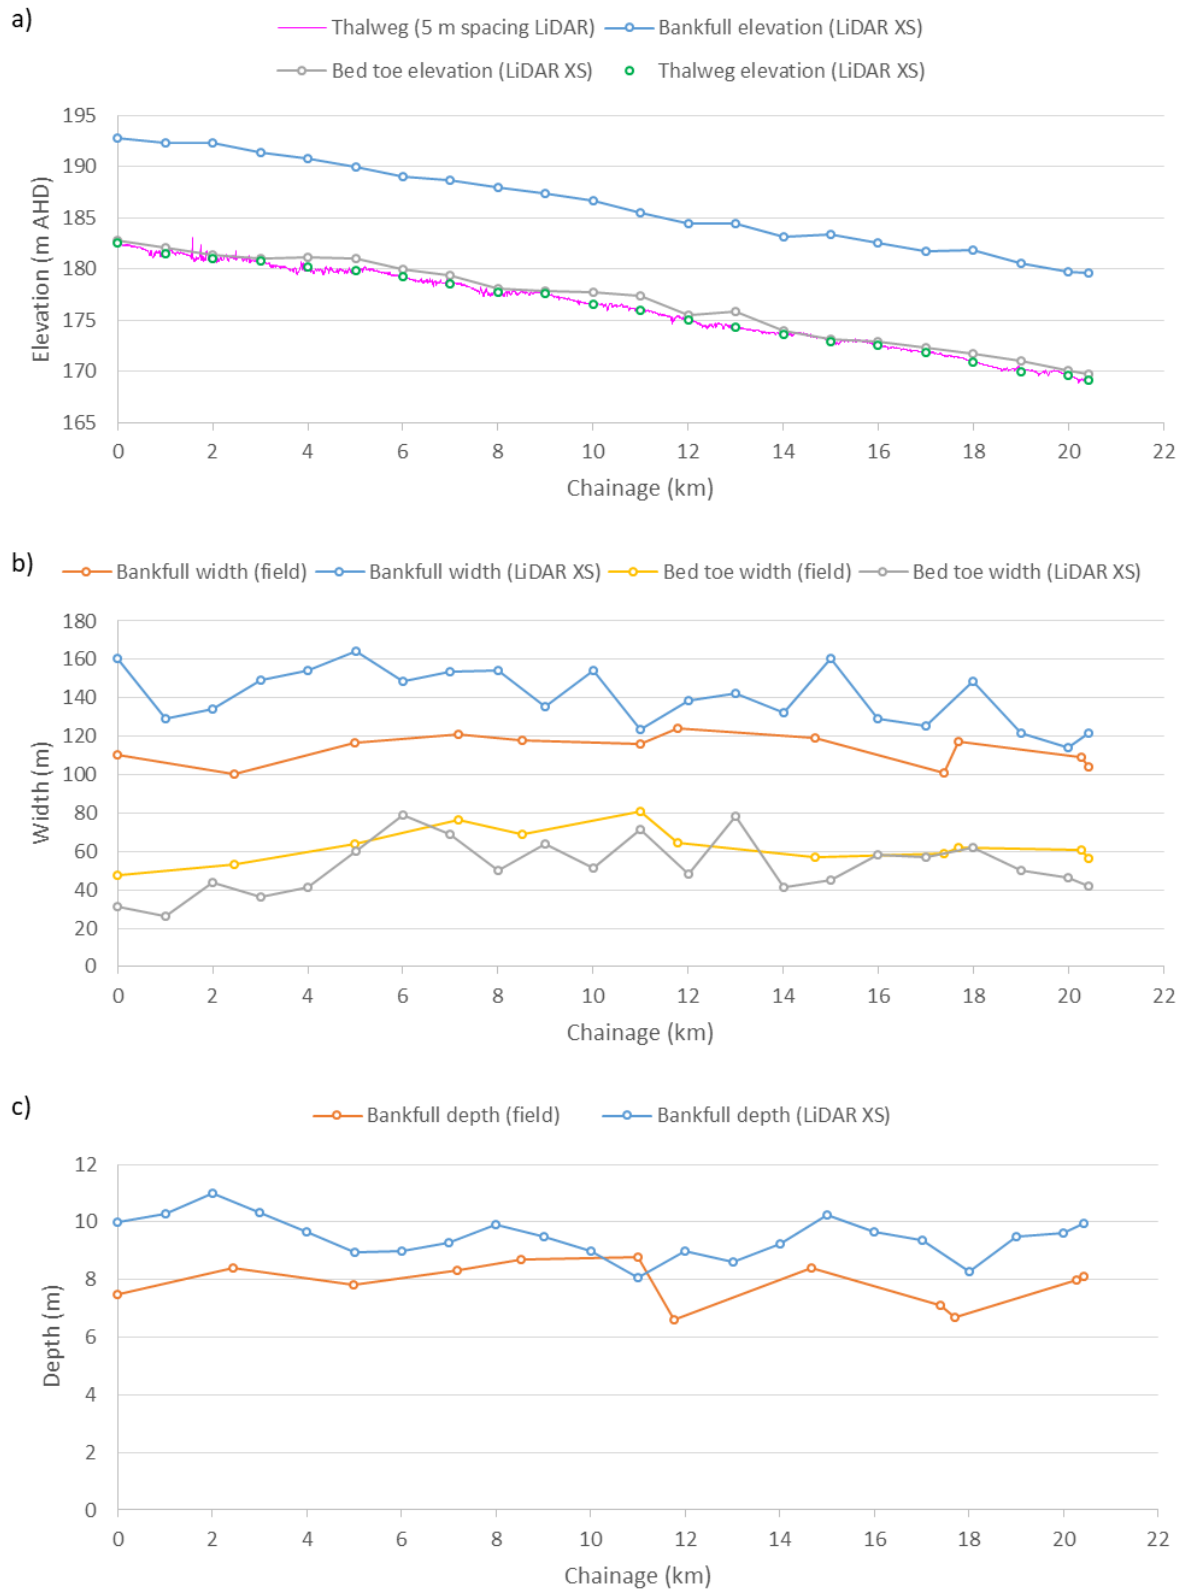 a)
Thalweg (5 m spacing LiDAR) Bankfull elevation (LiDAR XS)
Bed toe elevation (LiDAR XS) Thalweg elevation (LiDAR XS)
195
190
185
180
175
170
165
Elevation (m AHD)
0 2 4 6 8 10 12 14 16 18 20 22
Chainage (km)
b)
Bankfull width (field) Bankfull width (LiDAR XS) Bed toe width (field) Bed toe width (LiDAR XS)
180
160
140
120
100
80
60
40
20
0
Width (m)
0 2 4 6 8 10 12 14 16 18 20 22
Chainage (km)
c)
Bankfull depth (field) Bankfull depth (LiDAR XS)
12
10
8
6
4
2
0
Depth (m)
0 2 4 6 8 10 12 14 16 18 20 22
Chainage (km)